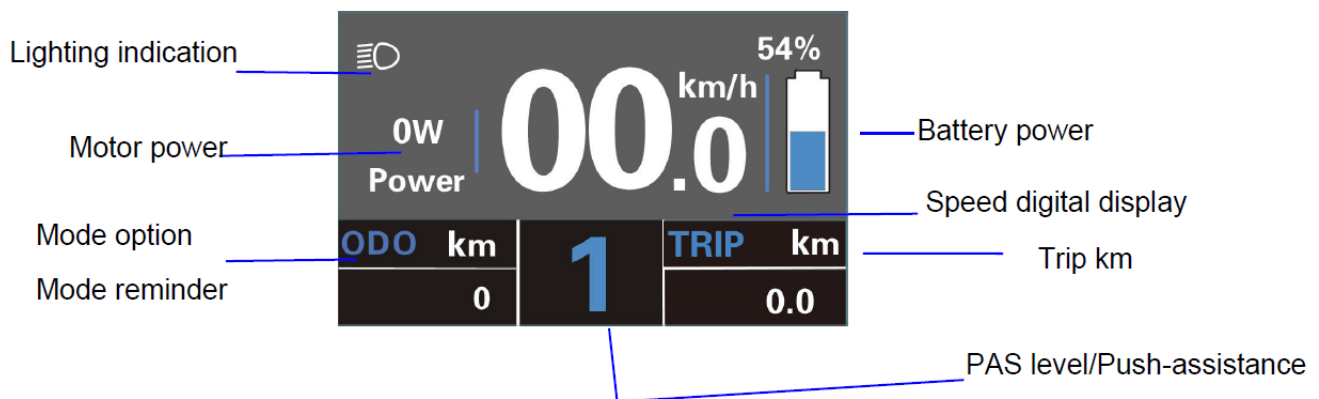 Lighting indication
54%
km/h
00.0
0W
Power
Motor power
Battery power
Speed digital display
Mode option
Mode reminder
ODO km
0
1
TRIP km
0.0
Trip km
PAS level/Push-assistance